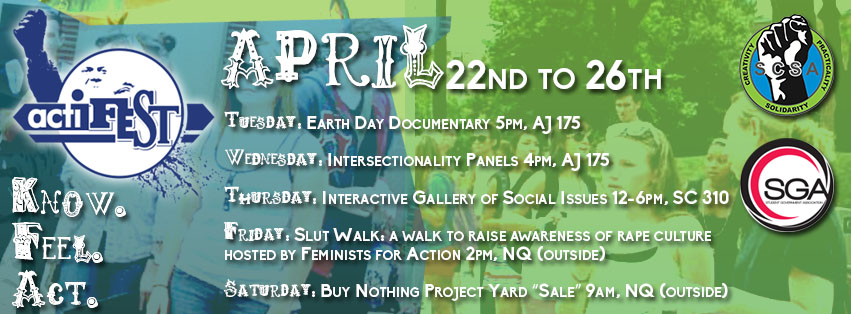 actiFEST
APRIL 22ND TO 26TH
TUESDAY: EARTH DAY DOCUMENTARY 5PM, AJ 175
WEDNESDAY: INTERSECTIONALITY PANELS 4PM, AJ 175
THURSDAY: INTERACTIVE GALLERY OF SOCIAL ISSUES 12-6PM, SC 310
FRIDAY: SLUT WALK: A WALK TO RAISE AWARENESS OF RAPE CULTURE
HOSTED BY FEMINISTS FOR ACTION 2PM, NQ (OUTSIDE)
SATURDAY: BUY NOTHING PROJECT YARD "SALE" 9AM, NQ (OUTSIDE)
KNOW.
FEEL.
ACT.
CREATIVITY
PRACTICALITY
SCSA
SOLIDARITY
SGA
STUDENT GOVERNMENT ASSOCIATION